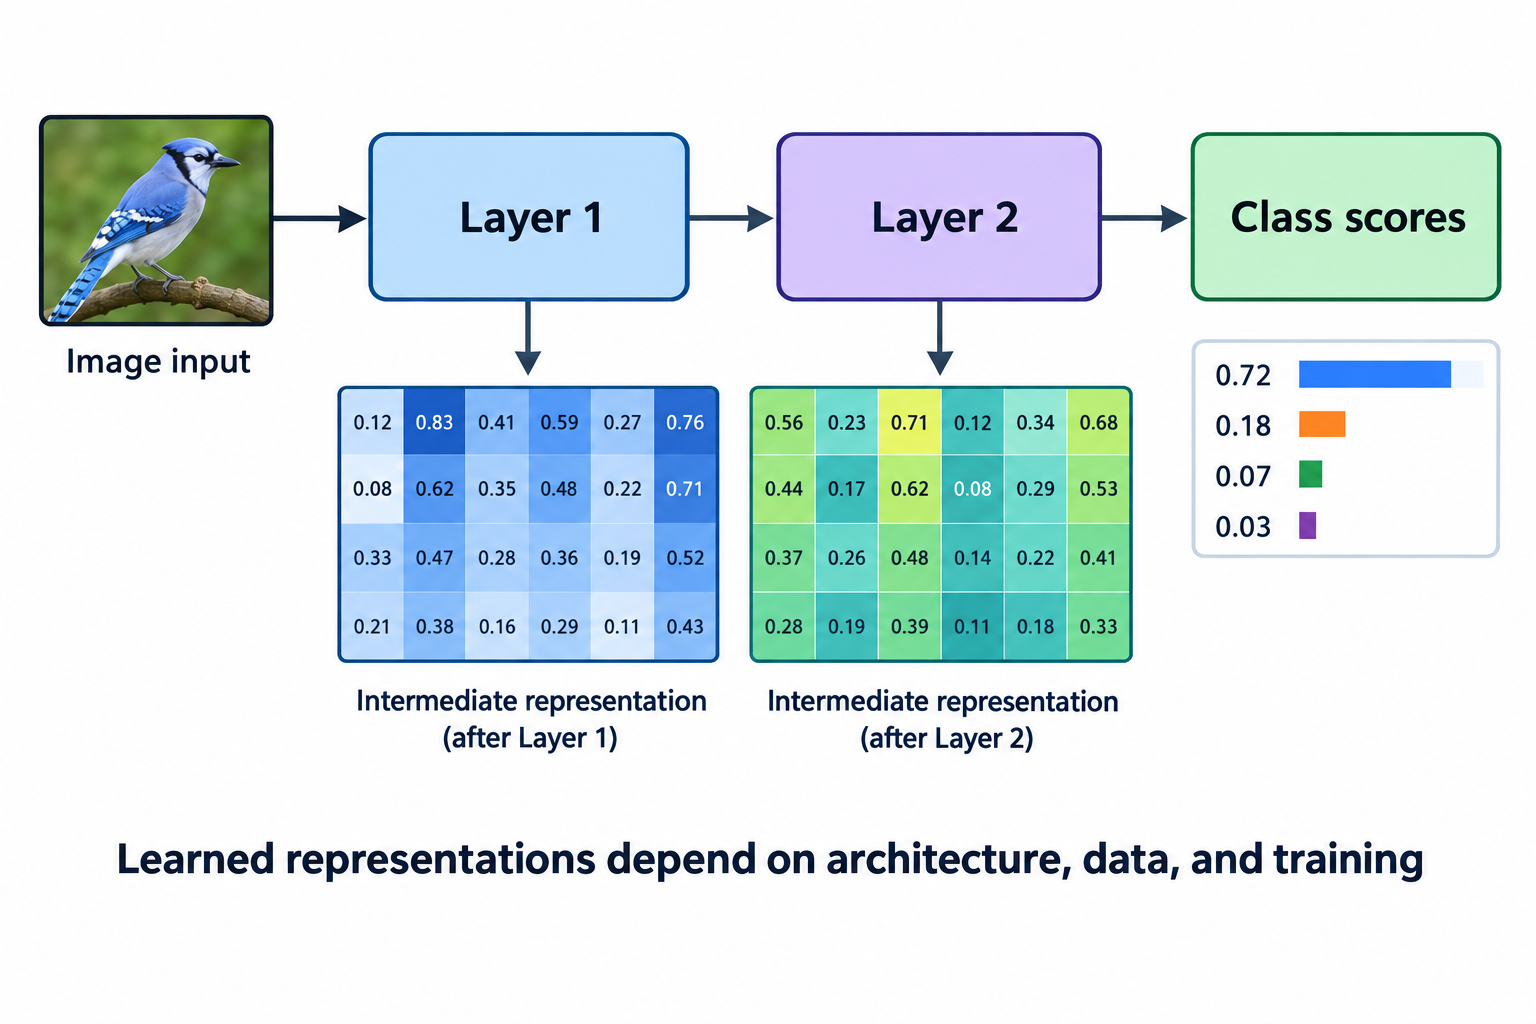 Layer 1
Layer 2
Class scores
Image input
0.12 0.83 0.41 0.59 0.27 0.76
0.08 0.62 0.35 0.48 0.22 0.71
0.33 0.47 0.28 0.36 0.19 0.52
0.21 0.38 0.16 0.29 0.11 0.43
Intermediate representation
(after Layer 1)
0.56 0.23 0.71 0.12 0.34 0.68
0.44 0.17 0.62 0.08 0.29 0.53
0.37 0.26 0.48 0.14 0.22 0.41
0.28 0.19 0.39 0.11 0.18 0.33
Intermediate representation
(after Layer 2)
0.72
0.18
0.07
0.03
Learned representations depend on architecture, data, and training